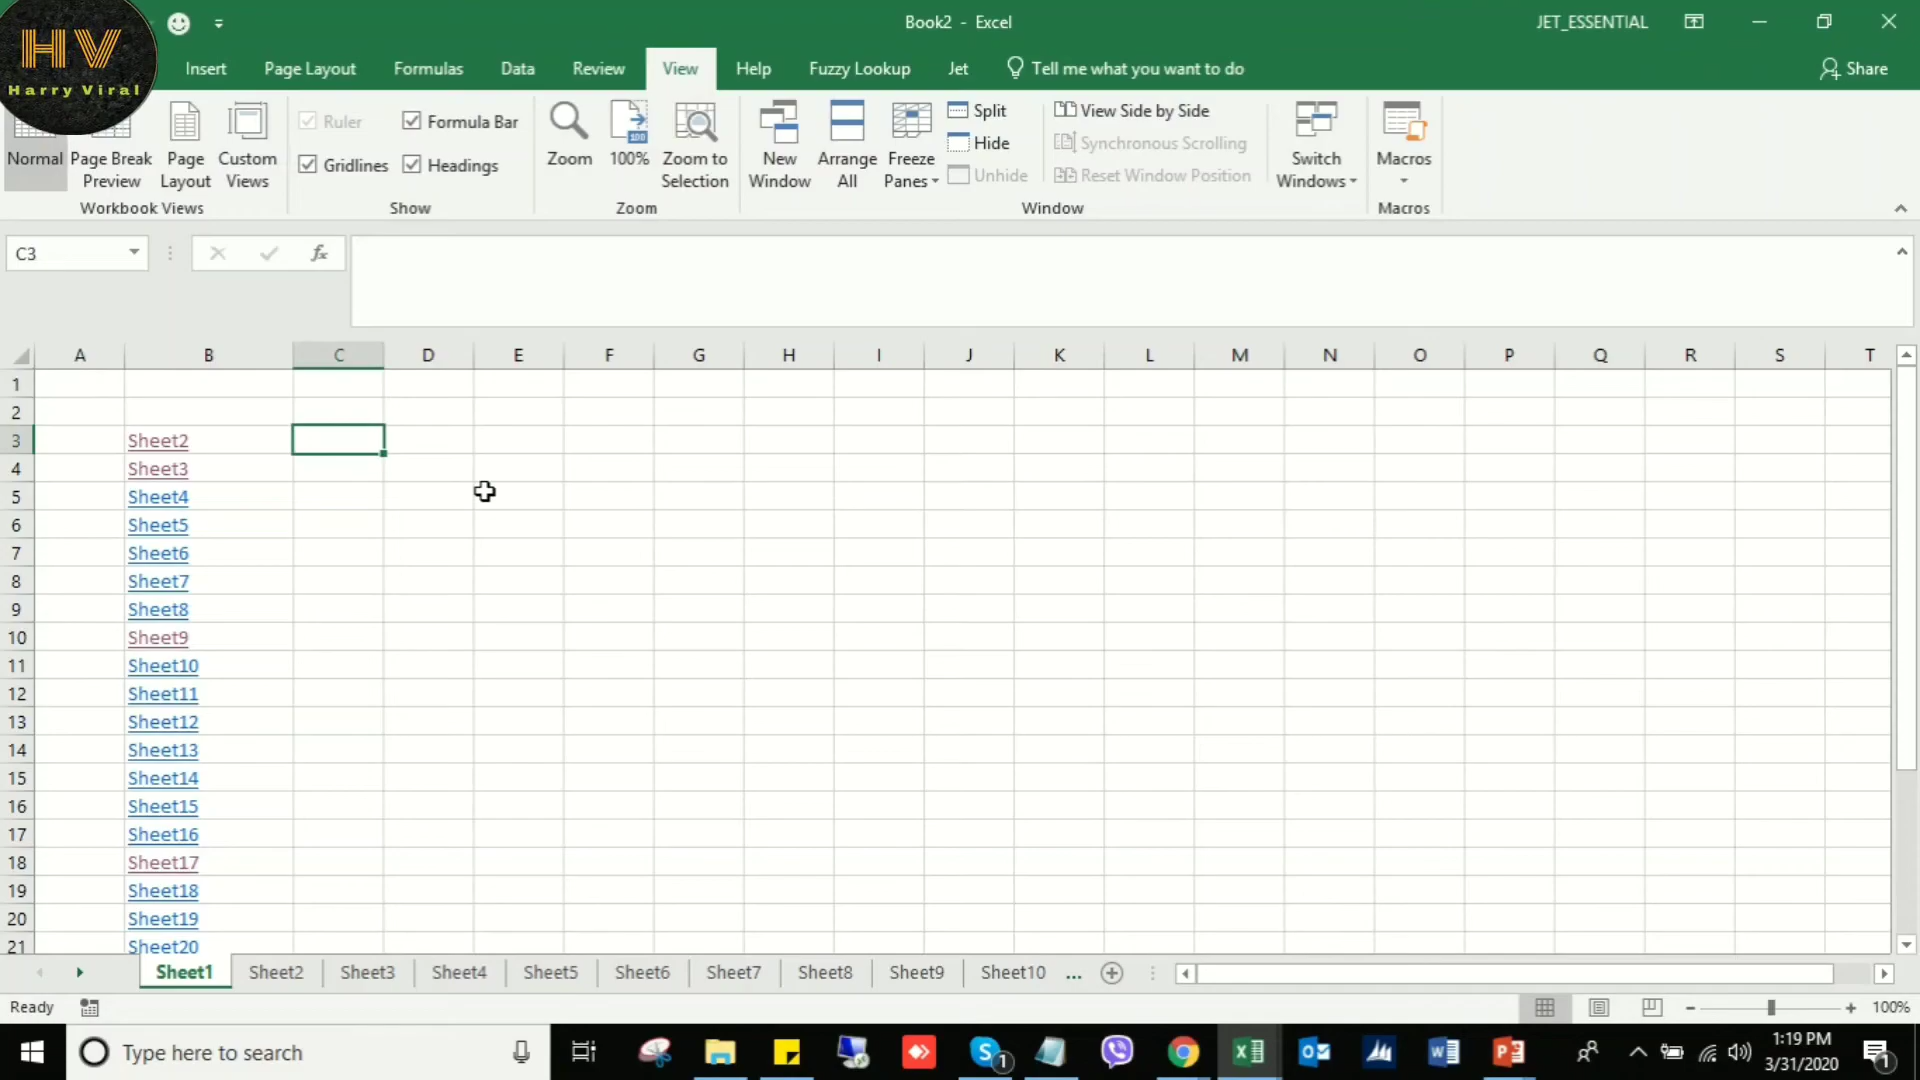 HV
Harry Viral
Book2 - Excel
JET_ESSENTIAL
Insert Page Layout Formulas Data Review View Help Fuzzy Lookup Jet Tell me what you want to do
Share
Normal
Page Break Preview
Page Layout
Custom Views
Workbook Views
Ruler
Formula Bar
Gridlines
Headings
Show
Zoom
100%
Zoom to Selection
Zoom
New Window
Arrange All
Freeze Panes
Split
Hide
Unhide
View Side by Side
Synchronous Scrolling
Reset Window Position
Window
Switch Windows
Macros
Macros
C3
fx
A B C D E F G H I J K L M N O P Q R S T
1
2
3 Sheet2
4 Sheet3
5 Sheet4
6 Sheet5
7 Sheet6
8 Sheet7
9 Sheet8
10 Sheet9
11 Sheet10
12 Sheet11
13 Sheet12
14 Sheet13
15 Sheet14
16 Sheet15
17 Sheet16
18 Sheet17
19 Sheet18
20 Sheet19
21 Sheet20
Sheet1 Sheet2 Sheet3 Sheet4 Sheet5 Sheet6 Sheet7 Sheet8 Sheet9 Sheet10 ...
Ready
100%
Type here to search
1:19 PM
3/31/2020